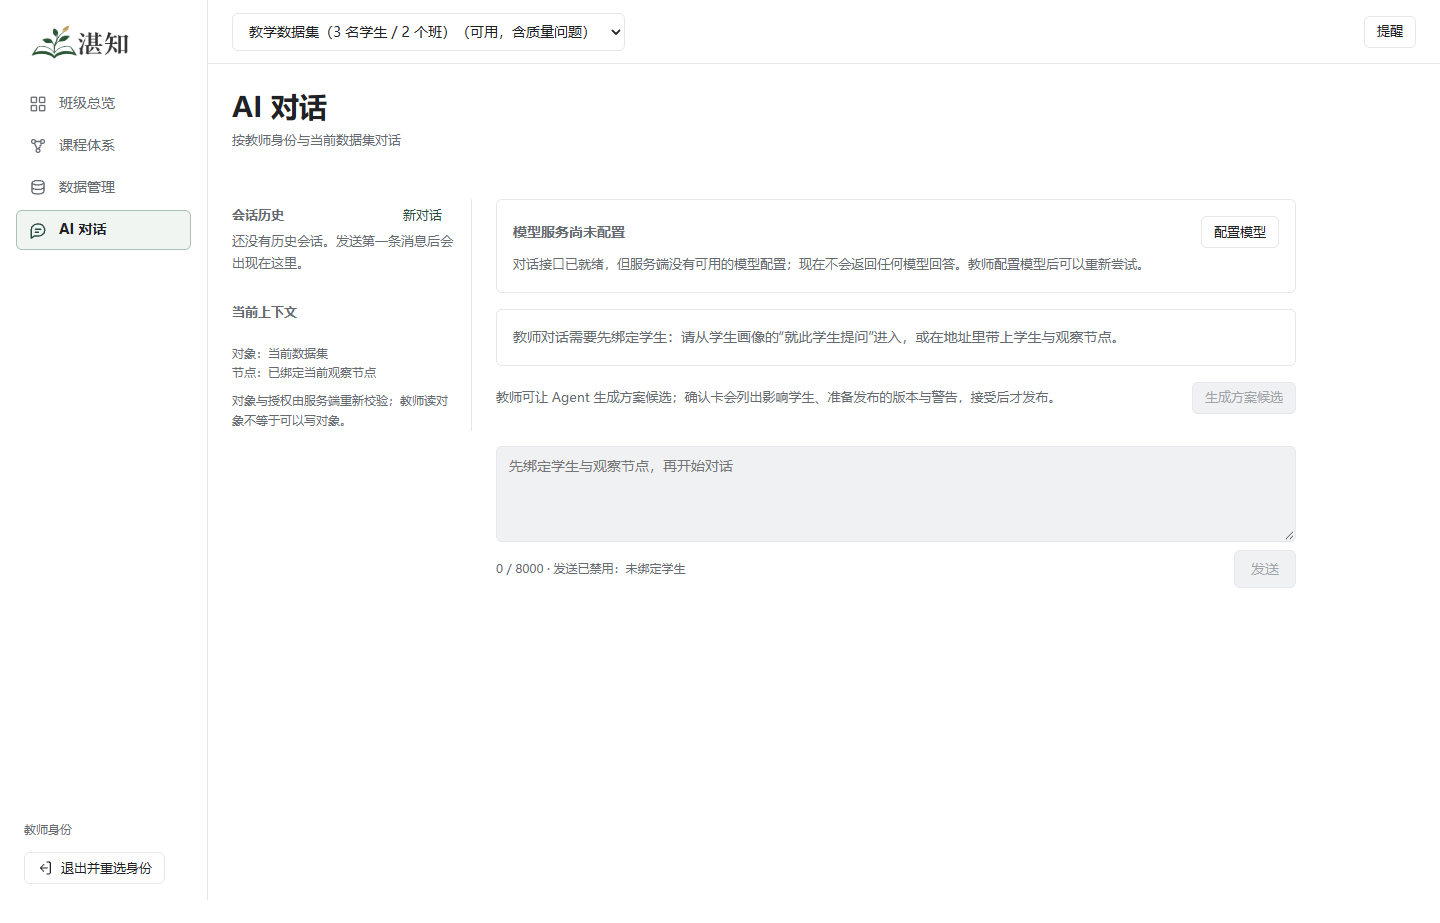 湛知
班级总览
课程体系
数据管理
AI 对话
教师身份
退出并重选身份
教学数据集（3 名学生 / 2 个班）（可用，含质量问题）
提醒
AI 对话
按教师身份与当前数据集对话
会话历史
新对话
还没有历史会话。发送第一条消息后会
出现在这里。
当前上下文
对象：当前数据集
节点：已绑定当前观察节点
对象与授权由服务端重新校验；教师读对
象不等于可以写对象。
模型服务尚未配置
配置模型
对话接口已就绪，但服务端没有可用的模型配置；现在不会返回任何模型回答。教师配置模型后可以重新尝试。
教师对话需要先绑定学生：请从学生画像的“就此学生提问”进入，或在地址里带上学生与观察节点。
教师可让 Agent 生成方案候选；确认卡会列出影响学生、准备发布的版本与警告，接受后才发布。
生成方案候选
先绑定学生与观察节点，再开始对话
0 / 8000 · 发送已禁用：未绑定学生
发送